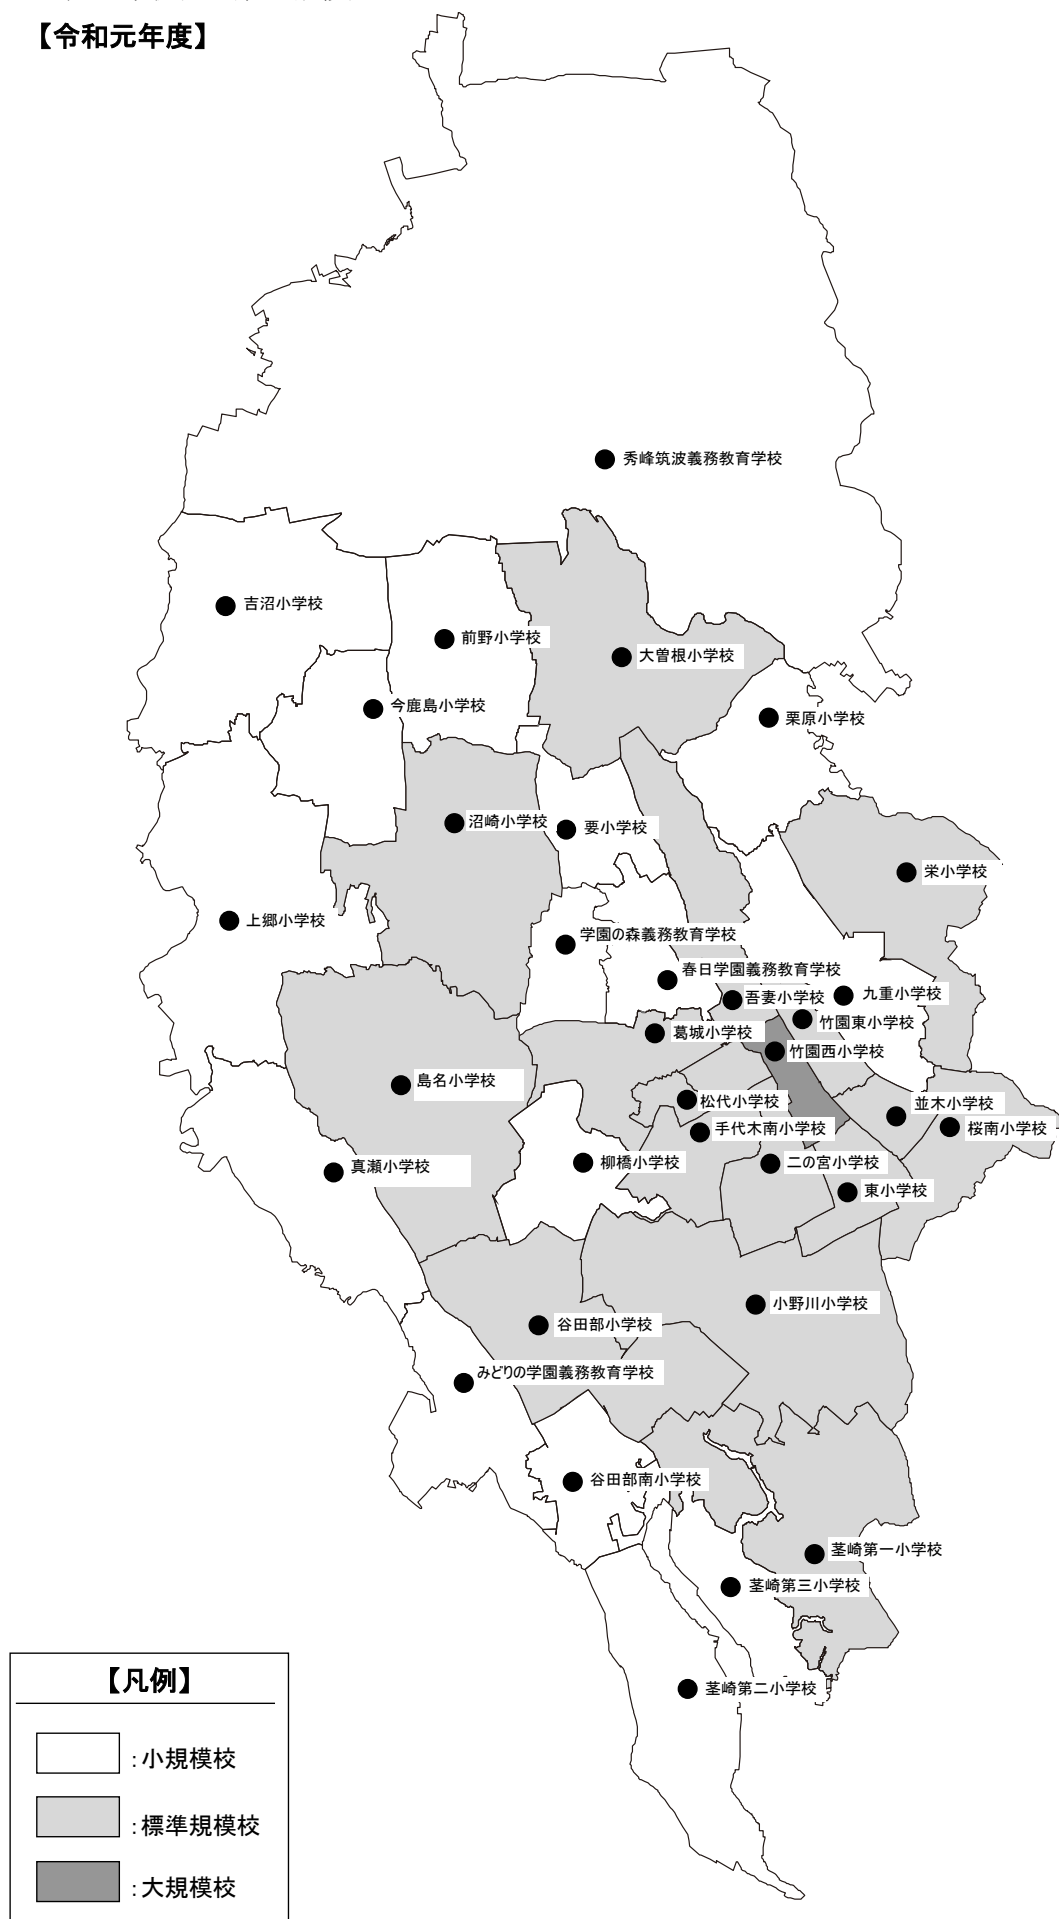 【令和元年度】
秀峰筑波義務教育学校
吉沼小学校
前野小学校
大曽根小学校
今鹿島小学校
栗原小学校
沼崎小学校
要小学校
栄小学校
上郷小学校
学園の森義務教育学校
春日学園義務教育学校
吾妻小学校
九重小学校
竹園東小学校
葛城小学校
竹園西小学校
島名小学校
松代小学校
並木小学校
手代木南小学校
桜南小学校
真瀬小学校
柳橋小学校
二の宮小学校
東小学校
小野川小学校
谷田部小学校
みどりの学園義務教育学校
谷田部南小学校
茎崎第一小学校
茎崎第三小学校
茎崎第二小学校
【凡例】
:小規模校
:標準規模校
:大規模校